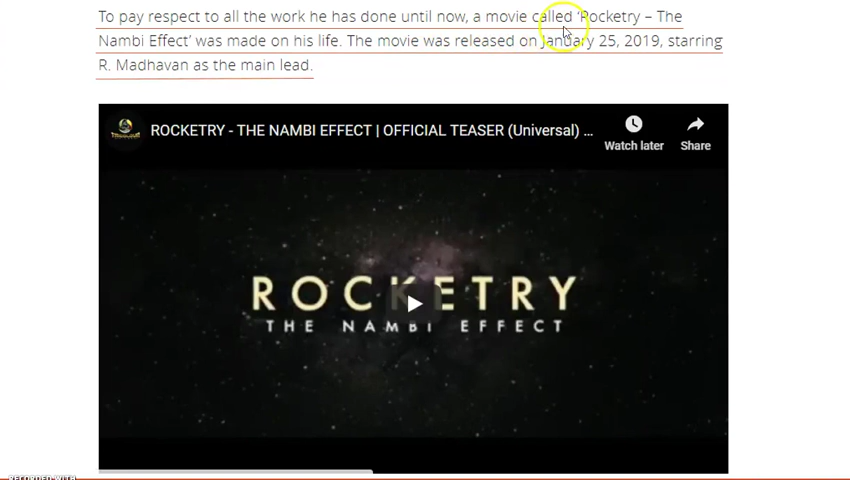 To pay respect to all the work he has done until now, a movie called ‘Rocketry – The
Nambi Effect’ was made on his life. The movie was released on January 25, 2019, starring
R. Madhavan as the main lead.
ROCKETRY - THE NAMBI EFFECT | OFFICIAL TEASER (Universal) ...
Watch later
Share
ROCKETRY
THE NAMBI EFFECT
RECORDED WITH